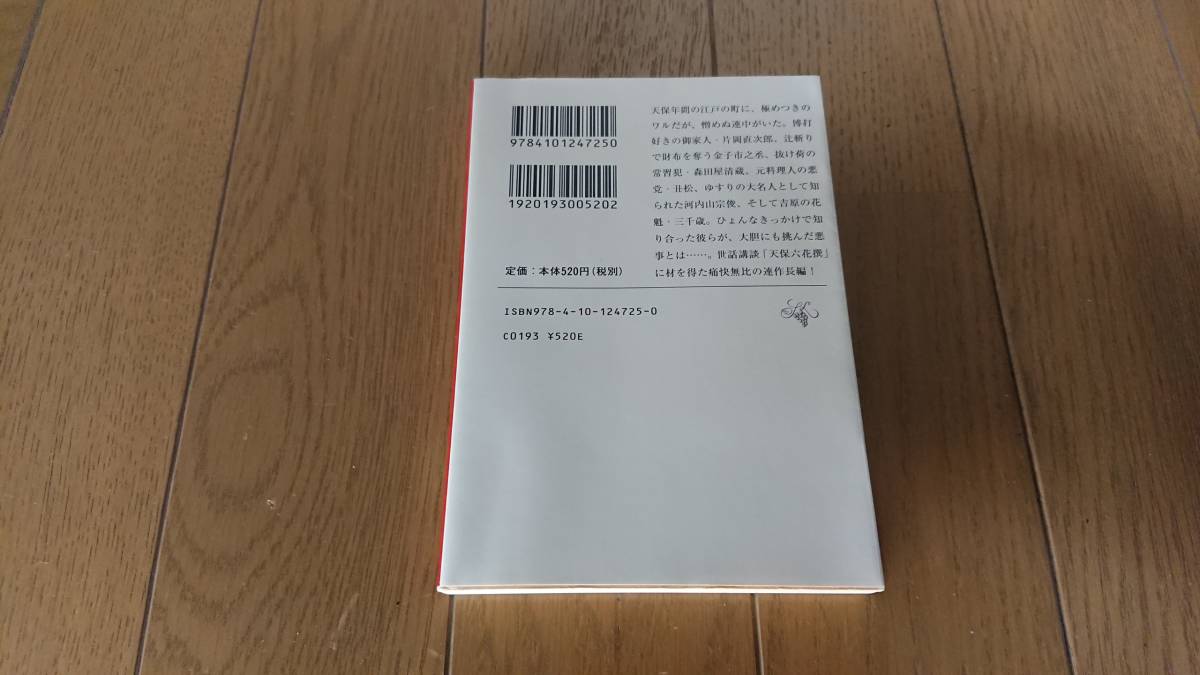 9784101247250
1920193005202
定価：本体520円(税別)
天保年間の江戸の町に、極めつきの
ワルだが、憎めぬ連中がいた。博打
好きの御家人・片岡直次郎、辻斬り
で財布を奪う金子市之丞、抜け荷の
常習犯・森田屋清蔵、元料理人の悪
党・丑松、ゆすりの大名人として知
られた河内山宗俊、そして吉原の花
魁・三千歳。ひょんなきっかけで知
り合った彼らが、大胆にも挑んだ悪
事とは……。世話講談「天保六花撰」
に材を得た痛快無比の連作長編！
ISBN978-4-10-124725-0
C0193 ¥520E